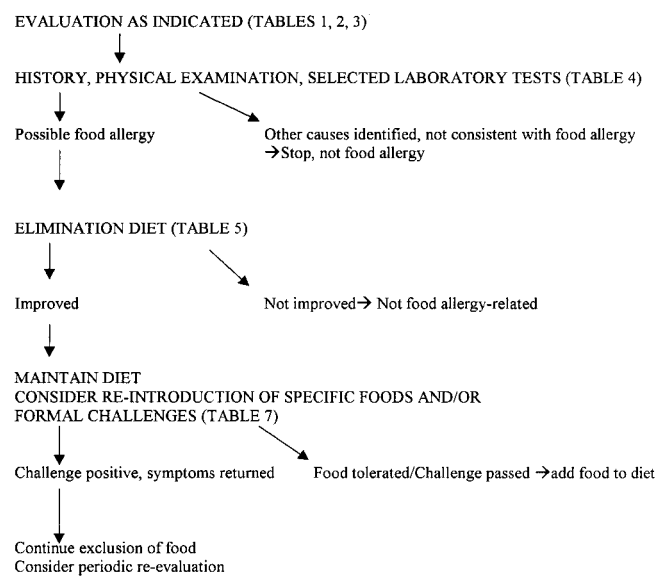 EVALUATION AS INDICATED (TABLES 1, 2, 3)
HISTORY, PHYSICAL EXAMINATION, SELECTED LABORATORY TESTS (TABLE 4)
Possible food allergy
Other causes identified, not consistent with food allergy
→Stop, not food allergy
ELIMINATION DIET (TABLE 5)
Improved
Not improved→ Not food allergy-related
MAINTAIN DIET
CONSIDER RE-INTRODUCTION OF SPECIFIC FOODS AND/OR
FORMAL CHALLENGES (TABLE 7)
Challenge positive, symptoms returned
Food tolerated/Challenge passed →add food to diet
Continue exclusion of food
Consider periodic re-evaluation